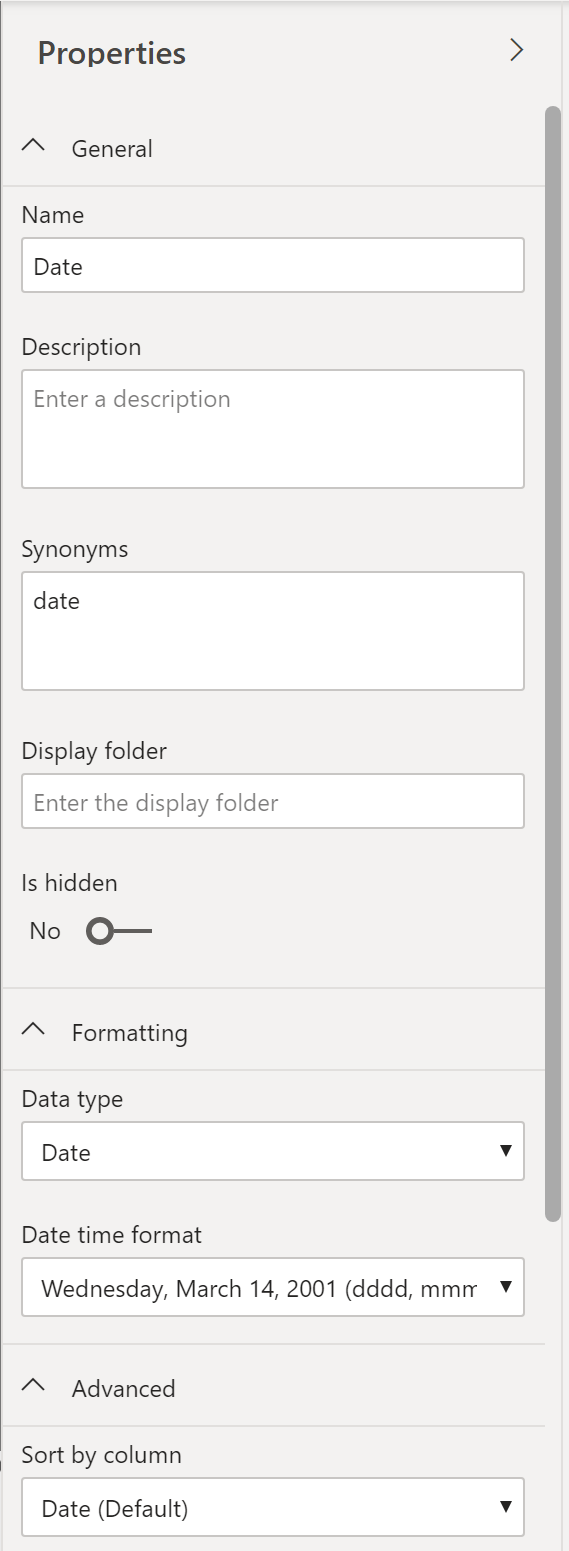 Properties
General
Name
Date
Description
Enter a description
Synonyms
date
Display folder
Enter the display folder
Is hidden
No
Formatting
Data type
Date
Date time format
Wednesday, March 14, 2001 (dddd, mmm
Advanced
Sort by column
Date (Default)